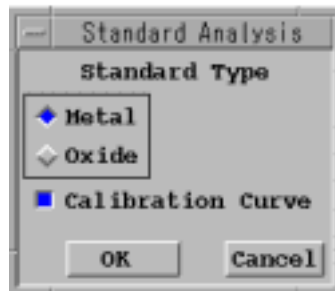 Standard Analysis
Standard Type
Metal
Oxide
Calibration Curve
OK Cancel